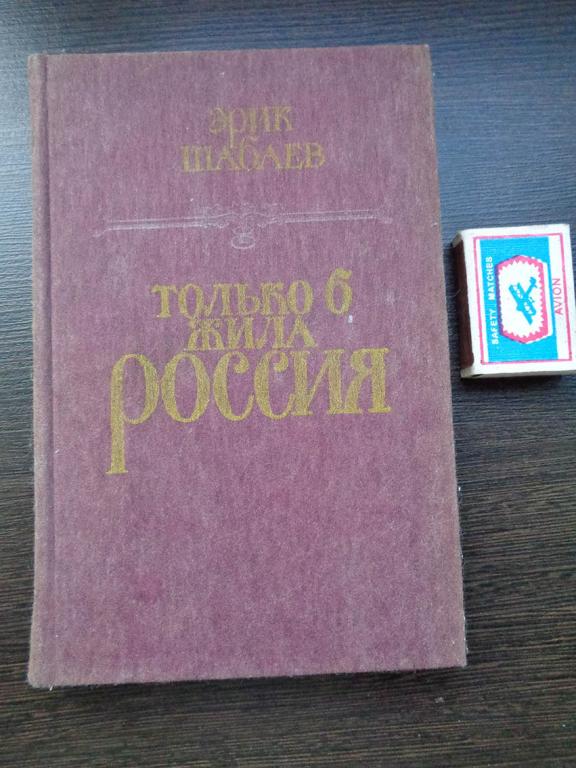 ЭРИК
ШАБАЕВ
ТОЛЬКО Б
ЖИЛА
РОССИЯ
SAFETY MATCHES
AVION